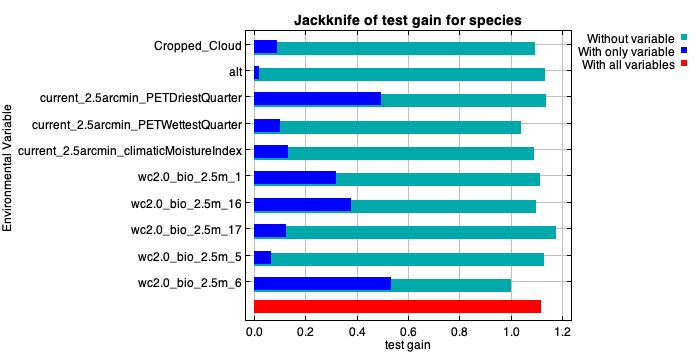 Jackknife of test gain for species
Without variable
With only variable
With all variables
Environmental Variable
Cropped_Cloud
alt
current_2.5arcmin_PETDriestQuarter
current_2.5arcmin_PETWettestQuarter
current_2.5arcmin_climaticMoistureIndex
wc2.0_bio_2.5m_1
wc2.0_bio_2.5m_16
wc2.0_bio_2.5m_17
wc2.0_bio_2.5m_5
wc2.0_bio_2.5m_6
0.0 0.2 0.4 0.6 0.8 1.0 1.2
test gain